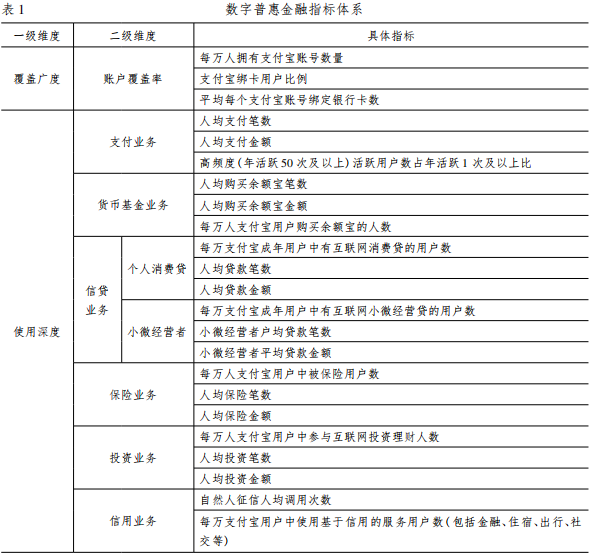 表1 数字普惠金融指标体系
一级维度 二级维度 具体指标
覆盖广度 账户覆盖率 每万人拥有支付宝账号数量
支付宝绑卡用户比例
平均每个支付宝账号绑定银行卡数
使用深度 支付业务 人均支付笔数
人均支付金额
高频度(年活跃50次及以上)活跃用户数占年活跃1次及以上比
货币基金业务 人均购买余额宝笔数
人均购买余额宝金额
每万人支付宝用户购买余额宝的人数
信贷
业务 个人消费贷 每万支付宝成年用户中有互联网消费贷的用户数
人均贷款笔数
人均贷款金额
小微经营者 每万支付宝成年用户中有互联网小微经营贷的用户数
小微经营者户均贷款笔数
小微经营者平均贷款金额
保险业务 每万人支付宝用户中被保险用户数
人均保险笔数
人均保险金额
投资业务 每万人支付宝用户中参与互联网投资理财人数
人均投资笔数
人均投资金额
信用业务 自然人征信人均调用次数
每万支付宝用户中使用基于信用的服务用户数(包括金融、住宿、出行、社
交等)